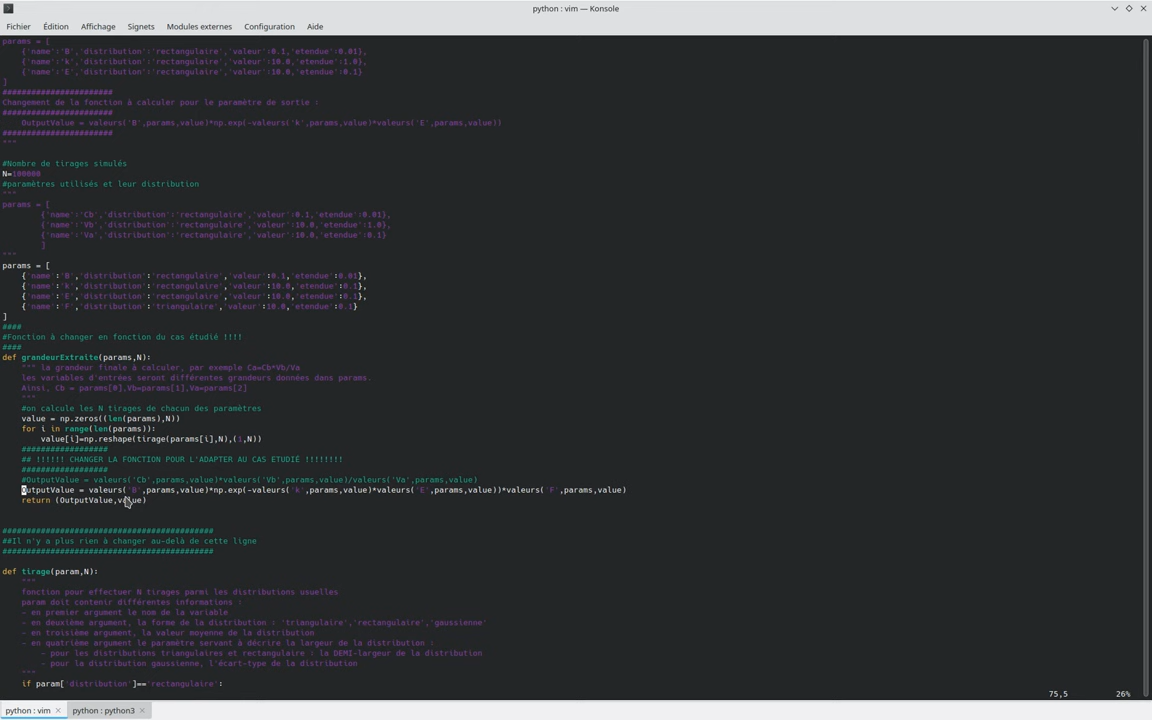 python : vim — Konsole
Fichier Édition Affichage Signets Modules externes Configuration Aide
params = [
    {'name':'B','distribution':'rectangulaire','valeur':0.1,'etendue':0.01},
    {'name':'k','distribution':'rectangulaire','valeur':10.0,'etendue':1.0},
    {'name':'E','distribution':'rectangulaire','valeur':10.0,'etendue':0.1}
]
#######################
Changement de la fonction à calculer pour le paramètre de sortie :
#######################
    OutputValue = valeurs('B',params,value)*np.exp(-valeurs('k',params,value)*valeurs('E',params,value))
#######################
"""
#Nombre de tirages simulés
N=100000
#paramètres utilisés et leur distribution
"""
params = [
        {'name':'Cb','distribution':'rectangulaire','valeur':0.1,'etendue':0.01},
        {'name':'Vb','distribution':'rectangulaire','valeur':10.0,'etendue':1.0},
        {'name':'Va','distribution':'rectangulaire','valeur':10.0,'etendue':0.1}
        ]
"""
params = [
    {'name':'B','distribution':'rectangulaire','valeur':0.1,'etendue':0.01},
    {'name':'k','distribution':'rectangulaire','valeur':10.0,'etendue':0.1},
    {'name':'E','distribution':'rectangulaire','valeur':10.0,'etendue':0.1},
    {'name':'F','distribution':'triangulaire','valeur':10.0,'etendue':0.1}
]
####
#Fonction à changer en fonction du cas étudié !!!!
####
def grandeurExtraite(params,N):
    """ la grandeur finale à calculer, par exemple Ca=Cb*Vb/Va
    les variables d'entrées seront différentes grandeurs données dans params.
    Ainsi, Cb = params[0],Vb=params[1],Va=params[2]
    """
    #on calcule les N tirages de chacun des paramètres
    value = np.zeros((len(params),N))
    for i in range(len(params)):
        value[i]=np.reshape(tirage(params[i],N),(1,N))
    ##################
    ## !!!!!! CHANGER LA FONCTION POUR L'ADAPTER AU CAS ETUDIÉ !!!!!!!!
    ##################
    #OutputValue = valeurs('Cb',params,value)*valeurs('Vb',params,value)/valeurs('Va',params,value)
    OutputValue = valeurs('B',params,value)*np.exp(-valeurs('k',params,value)*valeurs('E',params,value))*valeurs('F',params,value)
    return (OutputValue,value)
############################################
##Il n'y a plus rien à changer au-delà de cette ligne
############################################
def tirage(param,N):
    """
    fonction pour effectuer N tirages parmi les distributions usuelles
    param doit contenir différentes informations :
    - en premier argument le nom de la variable
    - en deuxième argument, la forme de la distribution : 'triangulaire','rectangulaire','gaussienne'
    - en troisième argument, la valeur moyenne de la distribution
    - en quatrième argument le paramètre servant à décrire la largeur de la distribution :
        - pour les distributions triangulaires et rectangulaire : la DEMI-largeur de la distribution
        - pour la distribution gaussienne, l'écart-type de la distribution
    """
    if param['distribution']=='rectangulaire':
75,5 26%
python : vim python : python3